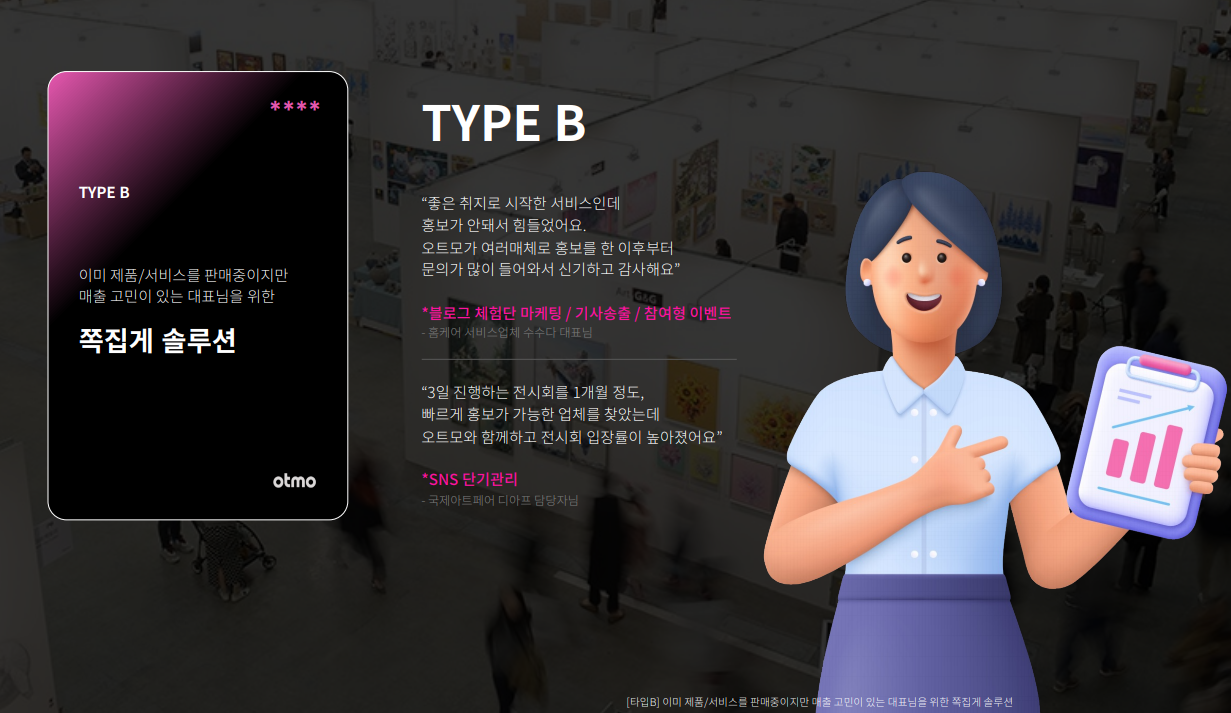 ****
TYPE B
이미 제품/서비스를 판매중이지만
매출 고민이 있는 대표님을 위한
쪽집게 솔루션
otmo
TYPE B
“좋은 취지로 시작한 서비스인데
홍보가 안돼서 힘들었어요.
오트모가 여러매체로 홍보를 한 이후부터
문의가 많이 들어와서 신기하고 감사해요”
*블로그 체험단 마케팅 / 기사송출 / 참여형 이벤트
- 홈케어 서비스업체 수수다 대표님
“3일 진행하는 전시회를 1개월 정도,
빠르게 홍보가 가능한 업체를 찾았는데
오트모와 함께하고 전시회 입장률이 높아졌어요”
*SNS 단기관리
- 국제아트페어 디아프 담당자님
G&G
[타입B] 이미 제품/서비스를 판매중이지만 매출 고민이 있는 대표님을 위한 쪽집게 솔루션